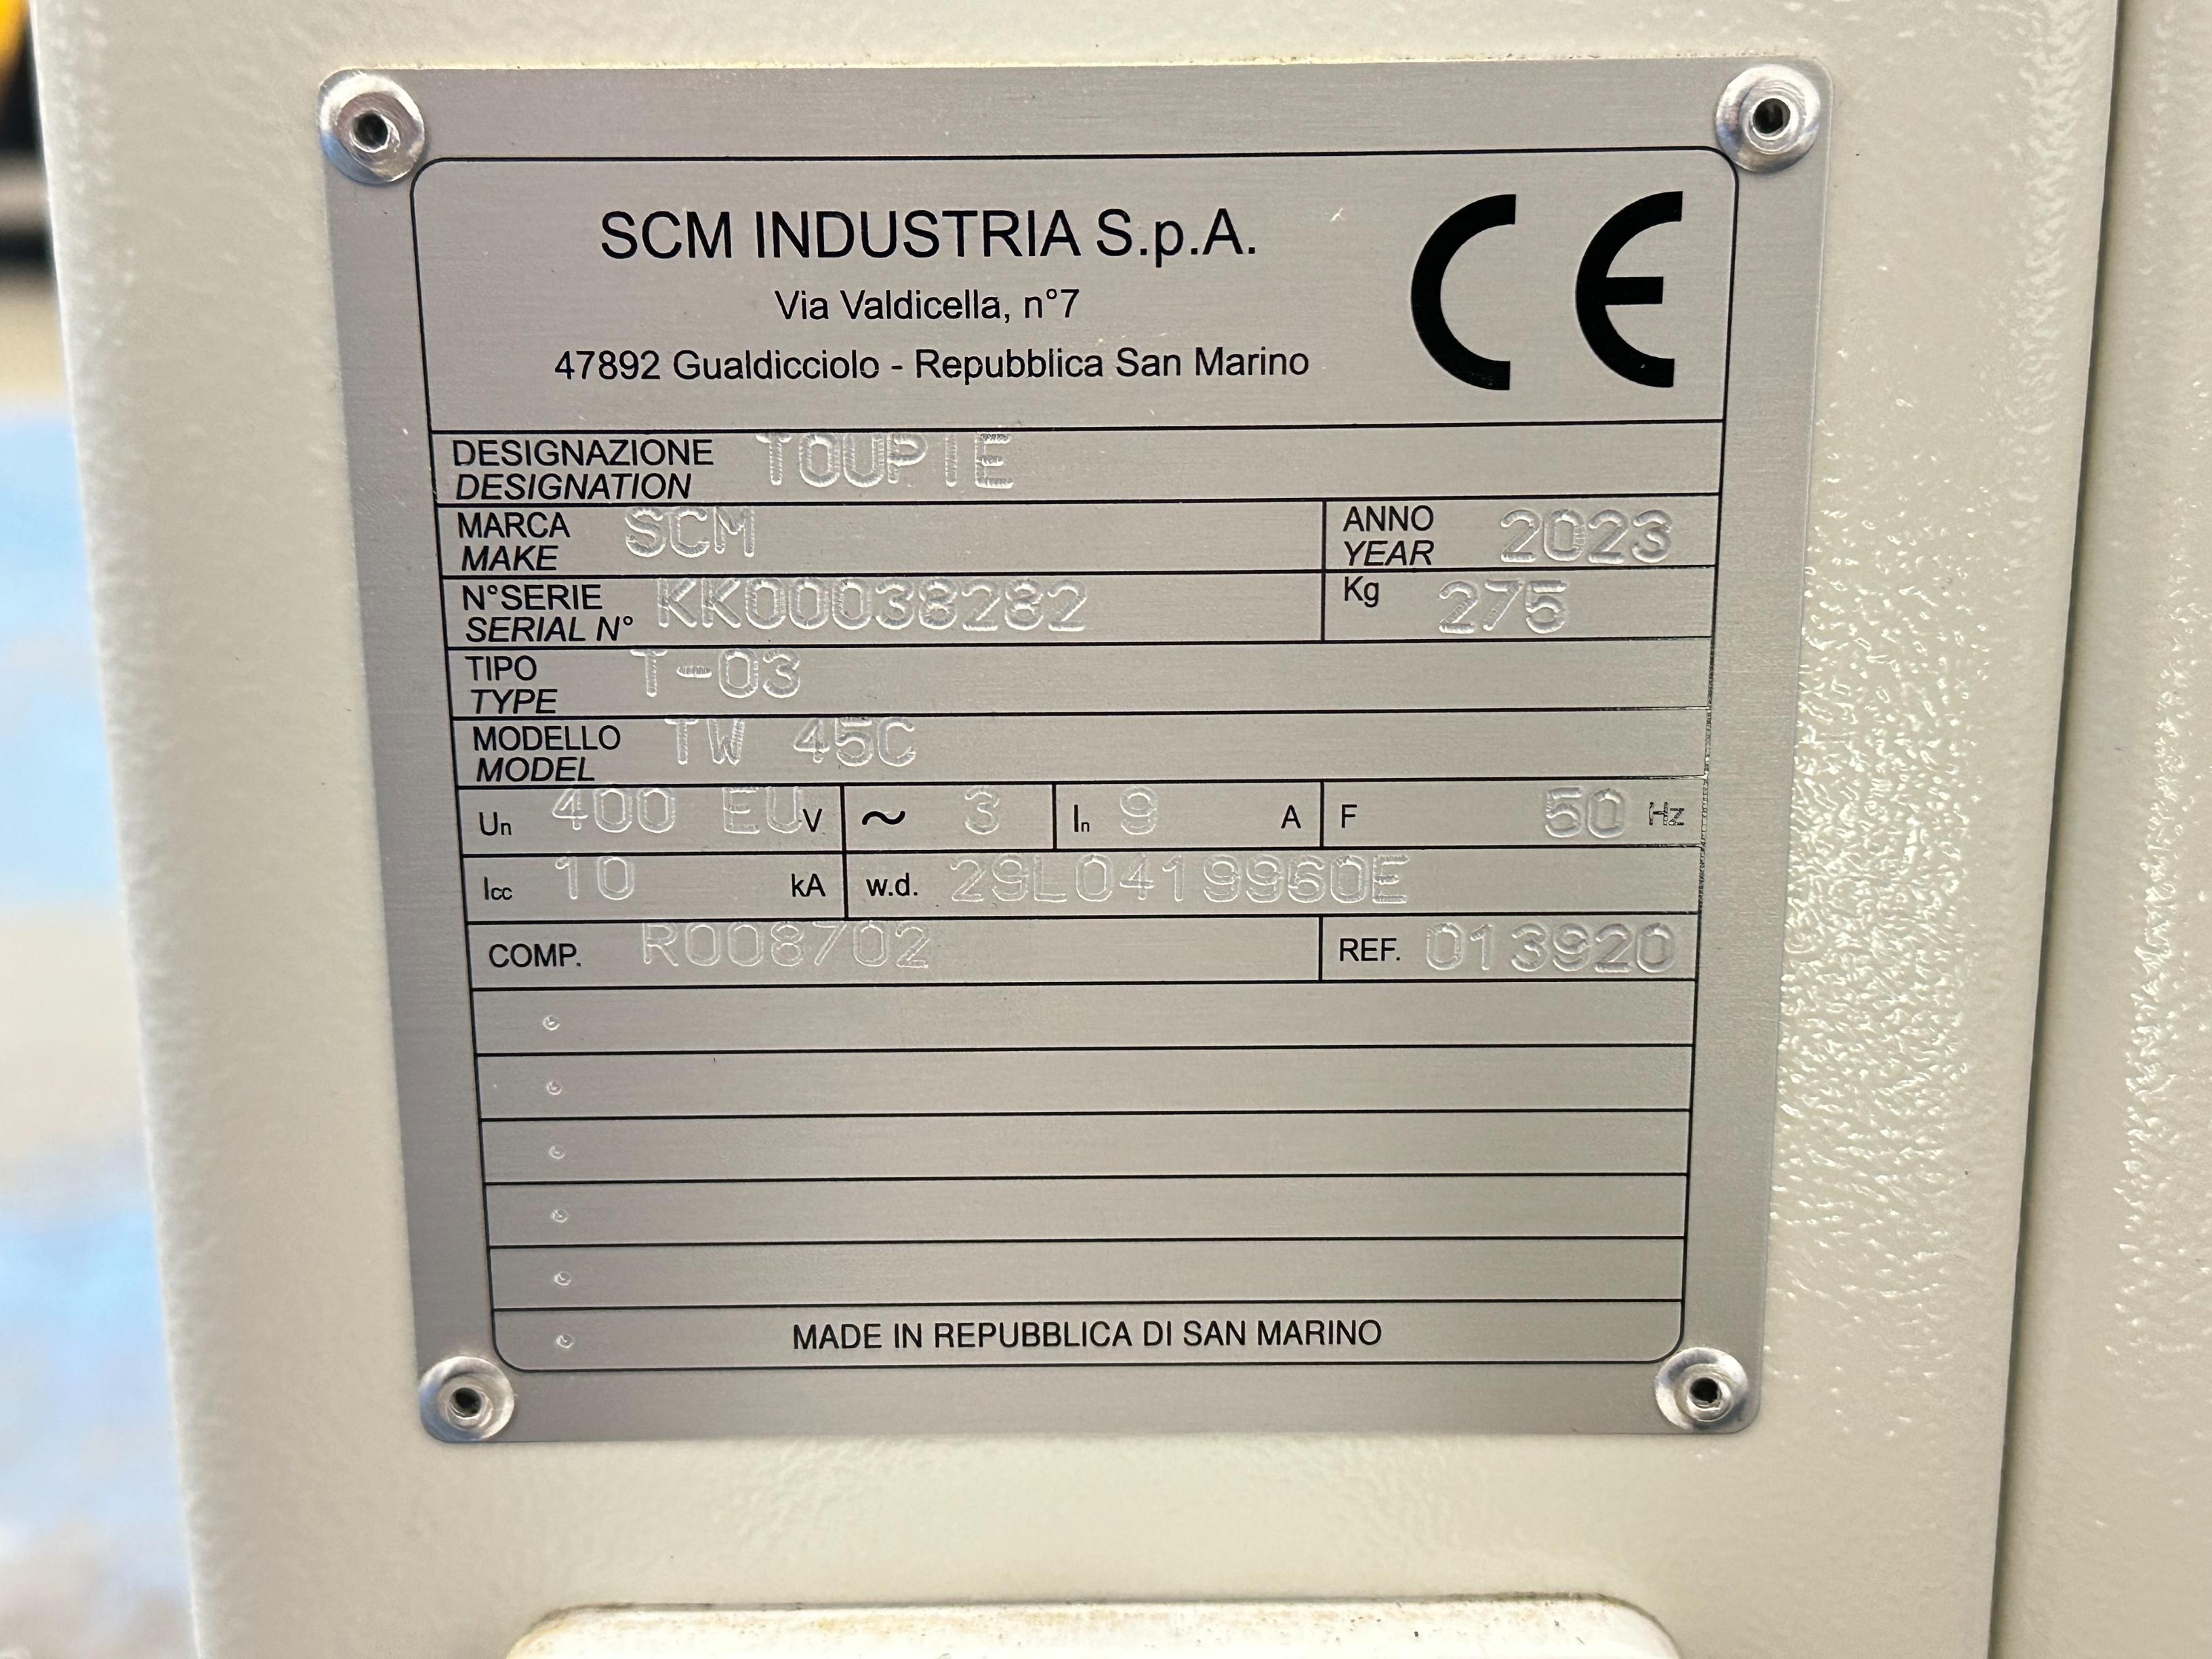 SCM INDUSTRIA S.p.A.
Via Valdicella, n°7
47892 Gualdicciolo - Repubblica San Marino
CE
DESIGNAZIONE TOUPIE
DESIGNATION
MARCA SCM ANNO 2023
MAKE YEAR
N°SERIE KK00038282 Kg 275
SERIAL N°
TIPO T-03
TYPE
MODELLO TW 45C
MODEL
Un 400 EU V ~ 3 In 9 A F 50 Hz
Icc 10 kA w.d. 29L0419960E
COMP. R008702 REF. 013920
MADE IN REPUBBLICA DI SAN MARINO